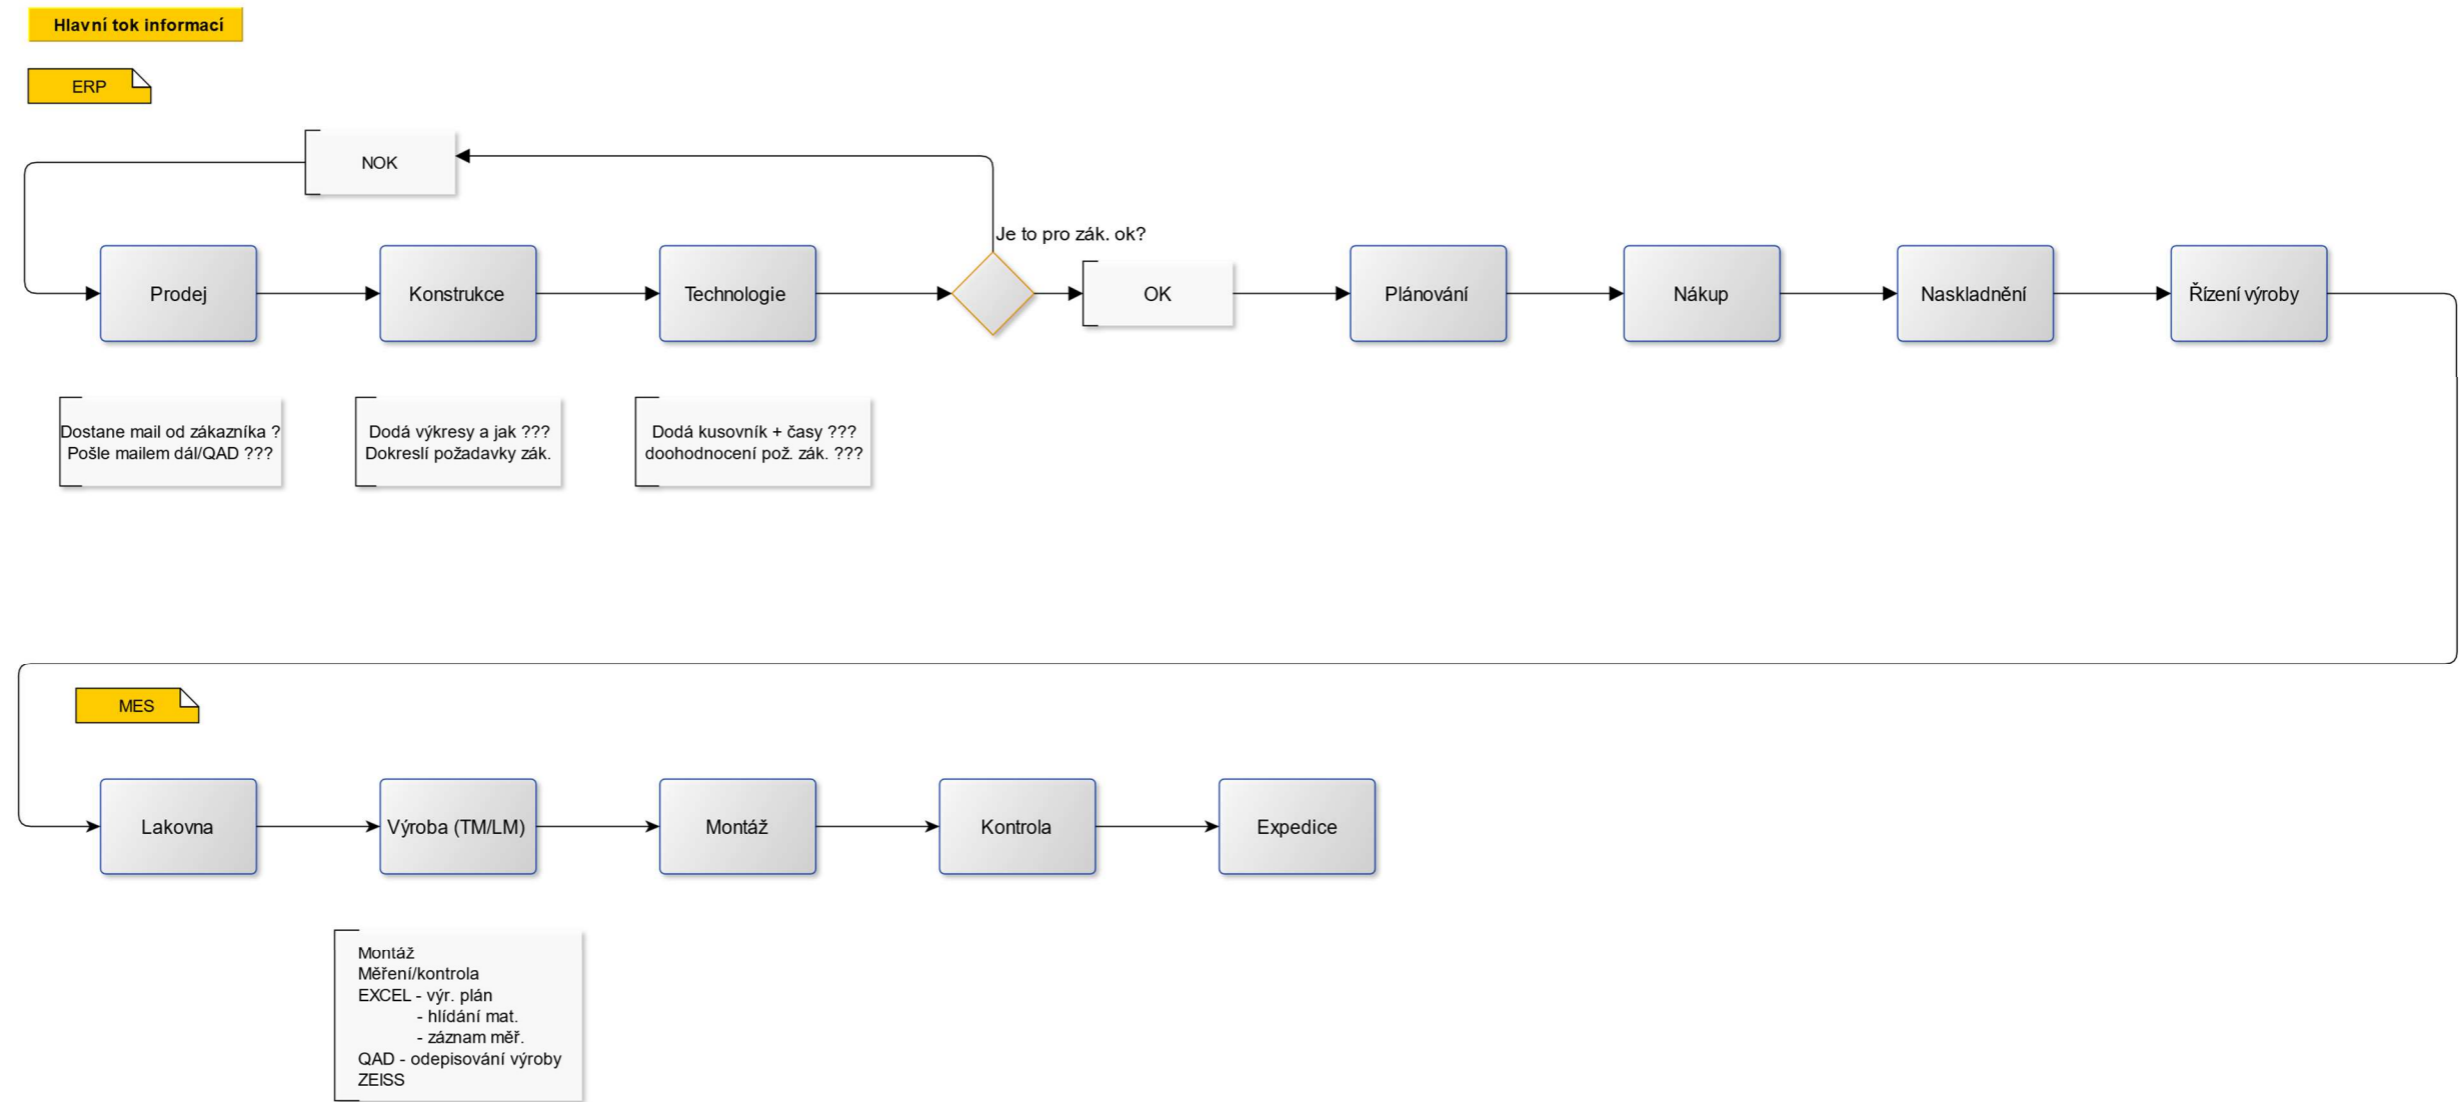 Hlavní tok informací
ERP
NOK
Je to pro zák. ok?
Prodej
Konstrukce
Technologie
OK
Plánování
Nákup
Naskladnění
Řízení výroby
Dostane mail od zákazníka ?
Pošle mailem dál/QAD ???
Dodá výkresy a jak ???
Dokreslí požadavky zák.
Dodá kusovník + časy ???
doohodnocení pož. zák. ???
MES
Lakovna
Výroba (TM/LM)
Montáž
Kontrola
Expedice
Montáž
Měření/kontrola
EXCEL - výr. plán
- hlídání mat.
- záznam měř.
QAD - odepisování výroby
ZEISS